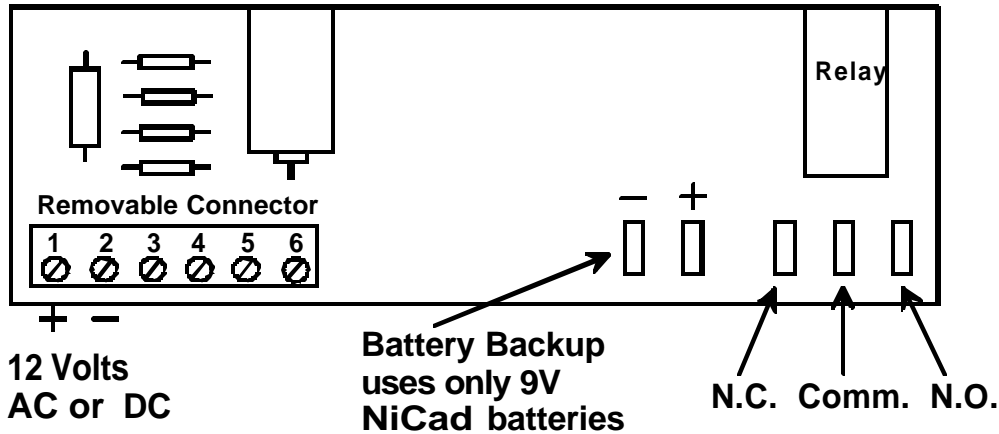 Relay
Removable Connector
1 2 3 4 5 6
− +
+ −
12 Volts
AC or DC
Battery Backup
uses only 9V
NiCad batteries
N.C. Comm. N.O.